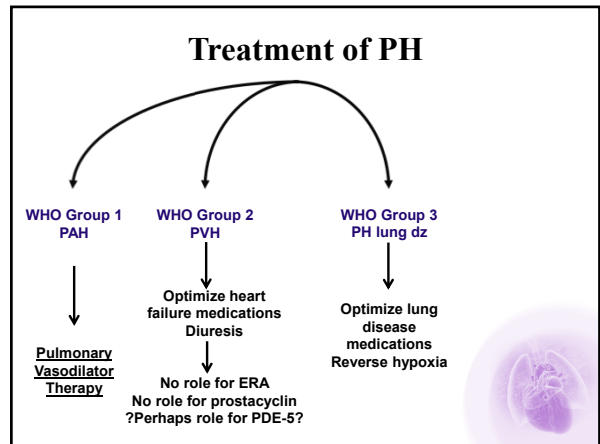 Treatment of PH
WHO Group 1
PAH
Pulmonary
Vasodilator
Therapy
WHO Group 2
PVH
Optimize heart
failure medications
Diuresis
No role for ERA
No role for prostacyclin
?Perhaps role for PDE-5?
WHO Group 3
PH lung dz
Optimize lung
disease
medications
Reverse hypoxia